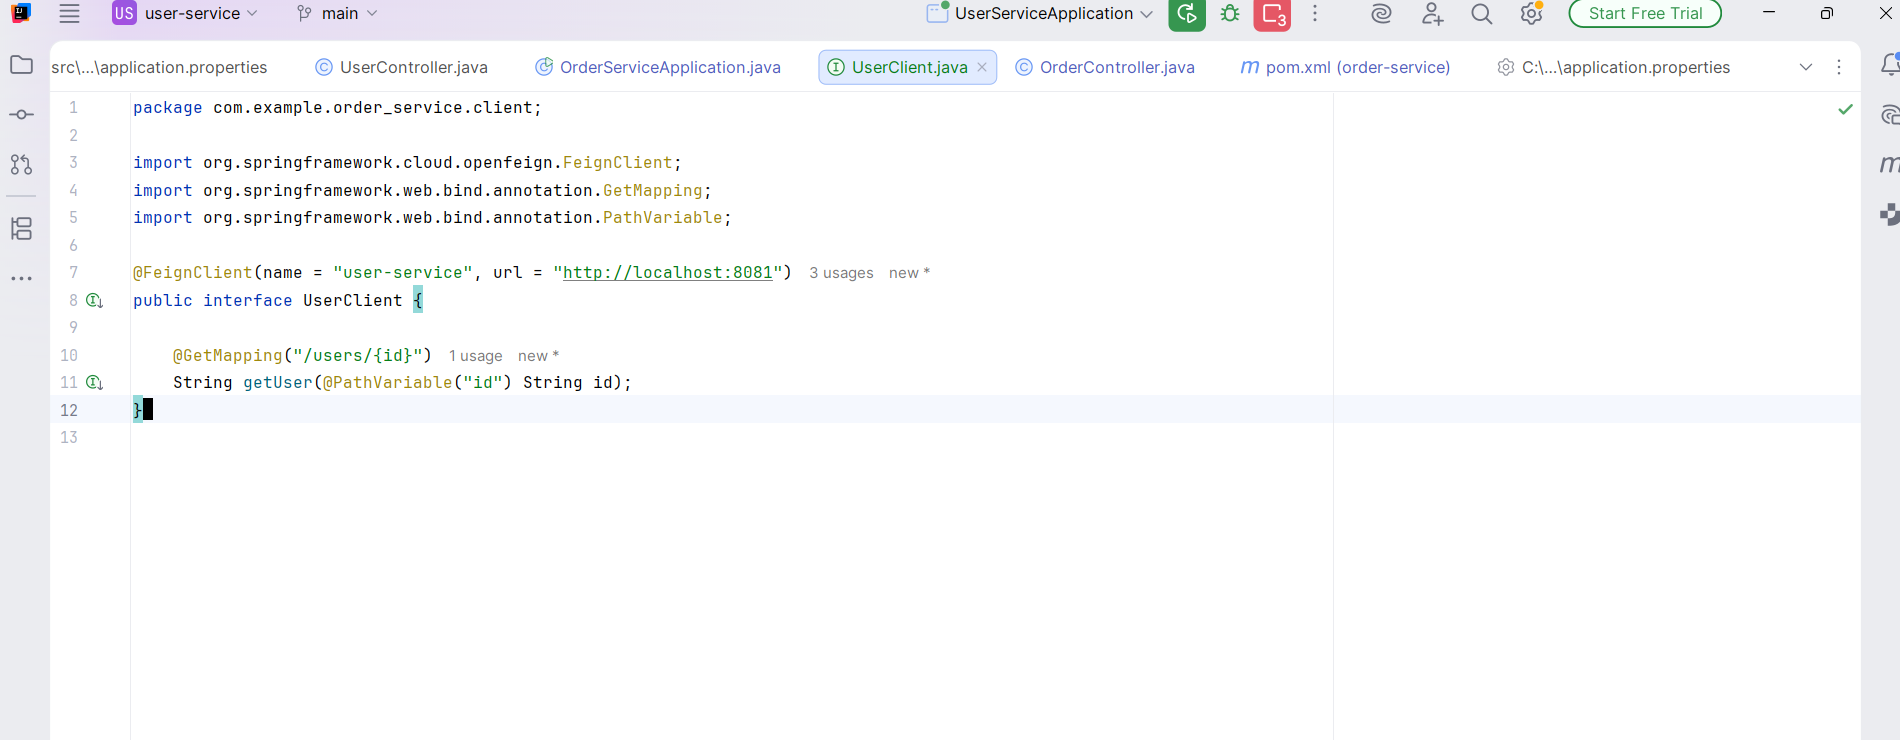 US user-service main UserServiceApplication 3 Start Free Trial
src\...\application.properties UserController.java OrderServiceApplication.java UserClient.java OrderController.java m pom.xml (order-service) C:\...\application.properties
1 package com.example.order_service.client;
2
3 import org.springframework.cloud.openfeign.FeignClient;
4 import org.springframework.web.bind.annotation.GetMapping;
5 import org.springframework.web.bind.annotation.PathVariable;
6
7 @FeignClient(name = "user-service", url = "http://localhost:8081") 3 usages new *
8 public interface UserClient {
9
10 @GetMapping("/users/{id}") 1 usage new *
11 String getUser(@PathVariable("id") String id);
12 }
13